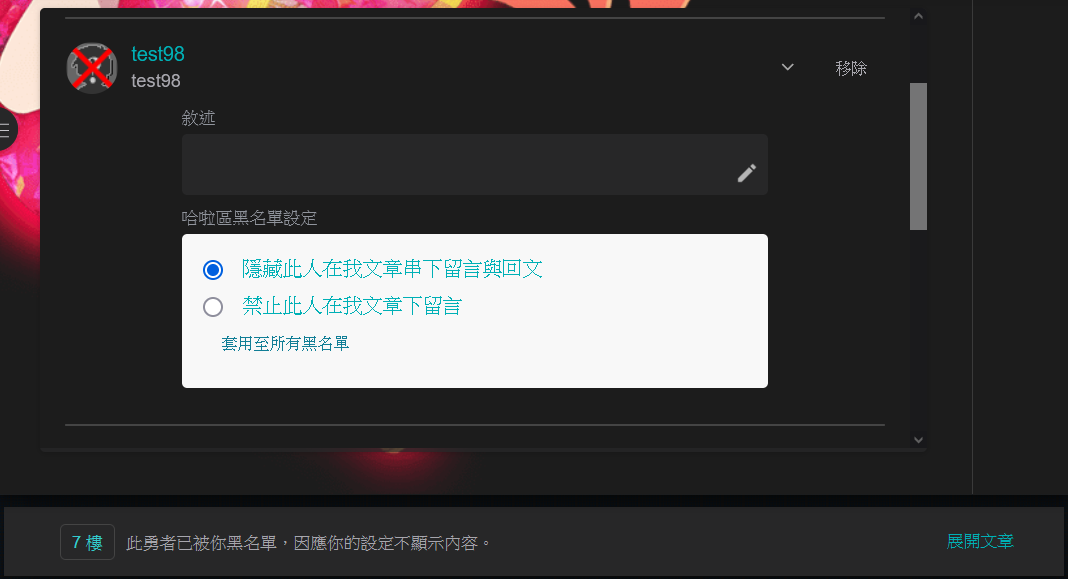 test98
test98
移除
敘述
哈啦區黑名單設定
隱藏此人在我文章串下留言與回文
禁止此人在我文章下留言
套用至所有黑名單
7 樓
此勇者已被你黑名單，因應你的設定不顯示內容。
展開文章